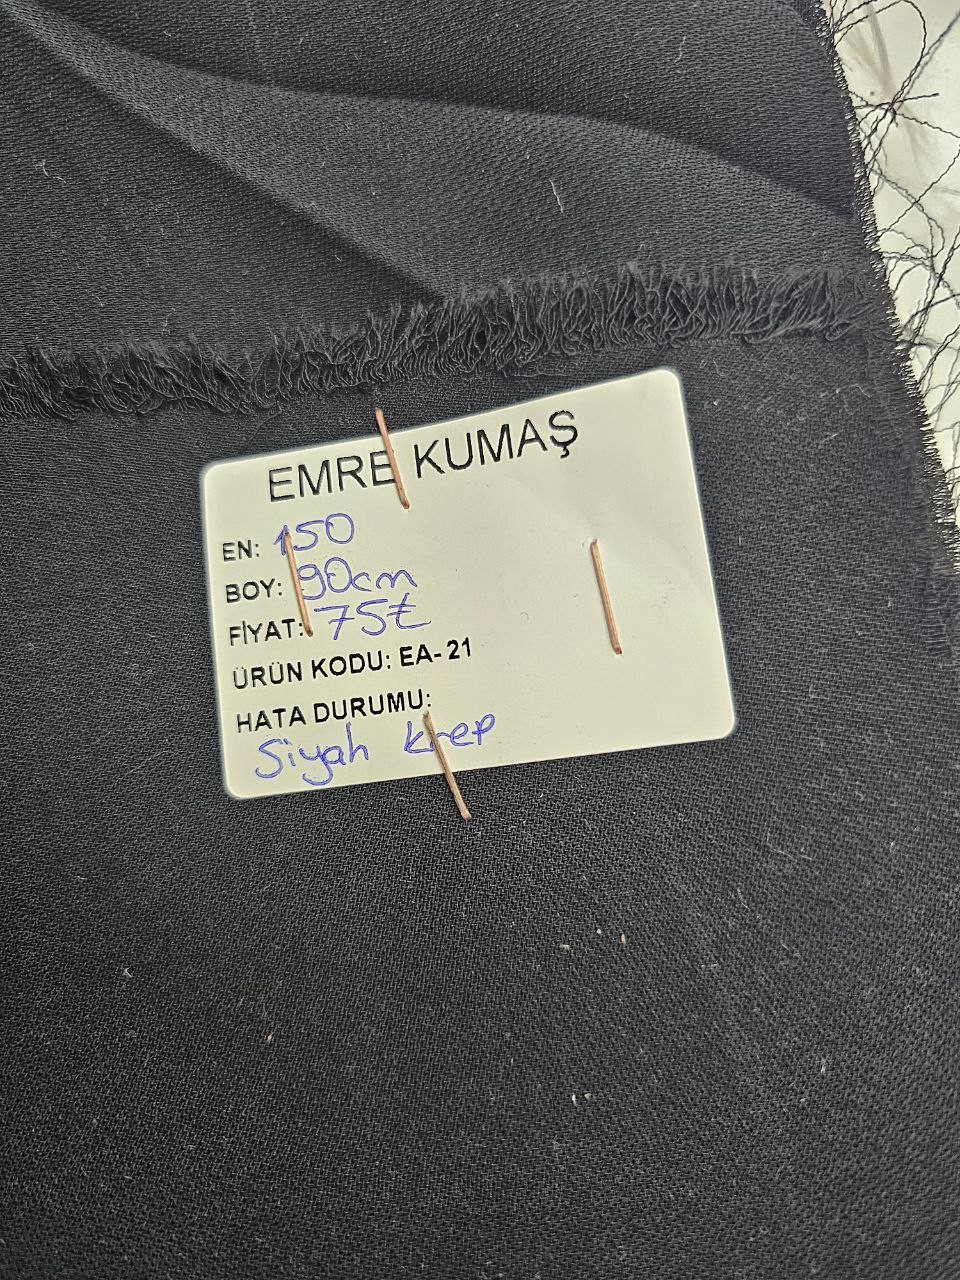 EMRE KUMAŞ
EN: 150
BOY: 90cm
FİYAT: 75₺
ÜRÜN KODU: EA-21
HATA DURUMU:
Siyah krep